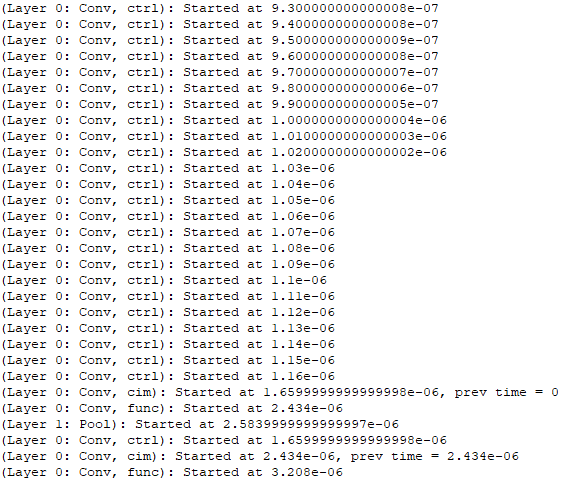 (Layer 0: Conv, ctrl): Started at 9.300000000000008e-07
(Layer 0: Conv, ctrl): Started at 9.400000000000008e-07
(Layer 0: Conv, ctrl): Started at 9.500000000000009e-07
(Layer 0: Conv, ctrl): Started at 9.600000000000008e-07
(Layer 0: Conv, ctrl): Started at 9.700000000000007e-07
(Layer 0: Conv, ctrl): Started at 9.800000000000006e-07
(Layer 0: Conv, ctrl): Started at 9.900000000000005e-07
(Layer 0: Conv, ctrl): Started at 1.0000000000000004e-06
(Layer 0: Conv, ctrl): Started at 1.0100000000000003e-06
(Layer 0: Conv, ctrl): Started at 1.0200000000000002e-06
(Layer 0: Conv, ctrl): Started at 1.03e-06
(Layer 0: Conv, ctrl): Started at 1.04e-06
(Layer 0: Conv, ctrl): Started at 1.05e-06
(Layer 0: Conv, ctrl): Started at 1.06e-06
(Layer 0: Conv, ctrl): Started at 1.07e-06
(Layer 0: Conv, ctrl): Started at 1.08e-06
(Layer 0: Conv, ctrl): Started at 1.09e-06
(Layer 0: Conv, ctrl): Started at 1.1e-06
(Layer 0: Conv, ctrl): Started at 1.11e-06
(Layer 0: Conv, ctrl): Started at 1.12e-06
(Layer 0: Conv, ctrl): Started at 1.13e-06
(Layer 0: Conv, ctrl): Started at 1.14e-06
(Layer 0: Conv, ctrl): Started at 1.15e-06
(Layer 0: Conv, ctrl): Started at 1.16e-06
(Layer 0: Conv, cim): Started at 1.6599999999999998e-06, prev time = 0
(Layer 0: Conv, func): Started at 2.434e-06
(Layer 1: Pool): Started at 2.5839999999999997e-06
(Layer 0: Conv, ctrl): Started at 1.6599999999999998e-06
(Layer 0: Conv, cim): Started at 2.434e-06, prev time = 2.434e-06
(Layer 0: Conv, func): Started at 3.208e-06